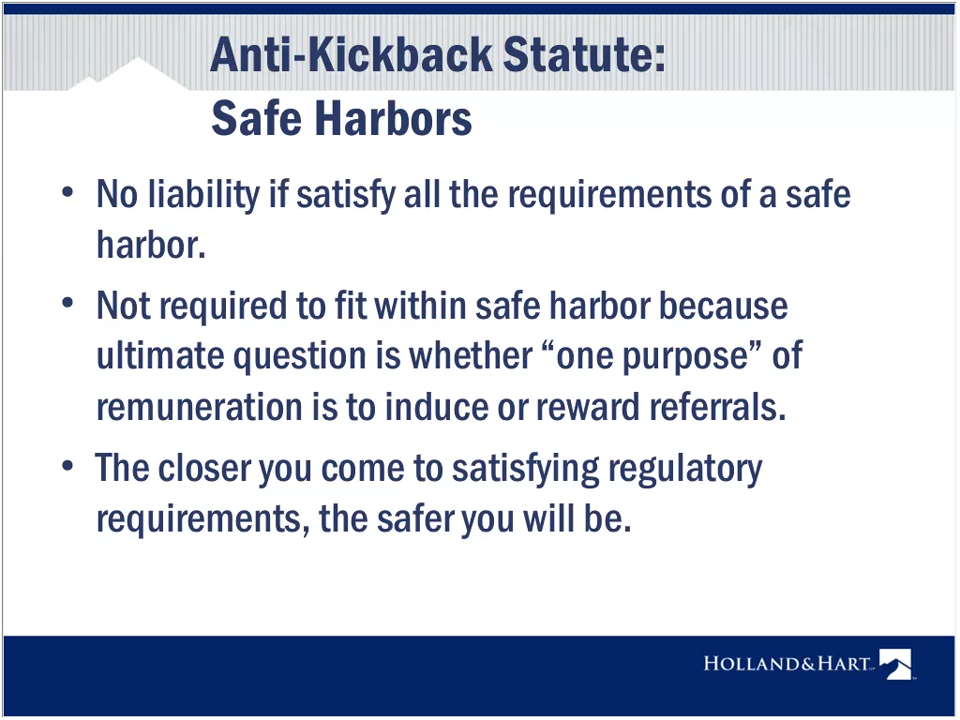 Anti-Kickback Statute:
Safe Harbors
• No liability if satisfy all the requirements of a safe
harbor.
• Not required to fit within safe harbor because
ultimate question is whether “one purpose” of
remuneration is to induce or reward referrals.
• The closer you come to satisfying regulatory
requirements, the safer you will be.
HOLLAND&HART